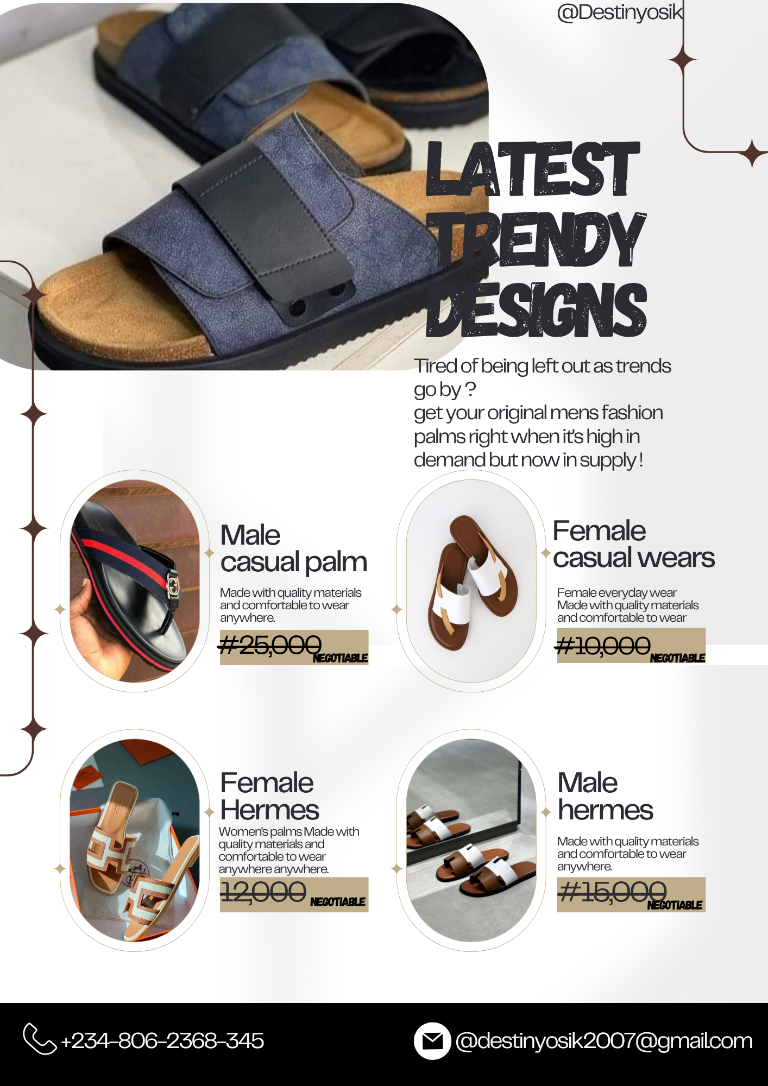 @Destinyosik
LATEST
TRENDY
DESIGNS
Tired of being left out as trends
go by ?
get your original mens fashion
palms right when it's high in
demand but now in supply !
Male
casual palm
Made with quality materials
and comfortable to wear
anywhere.
#25,000
NEGOTIABLE
Female
casual wears
Female everyday wear
Made with quality materials
and comfortable to wear
#10,000
NEGOTIABLE
Female
Hermes
Women's palms Made with
quality materials and
comfortable to wear
anywhere anywhere.
12,000
NEGOTIABLE
Male
hermes
Made with quality materials
and comfortable to wear
anywhere.
#15,000
NEGOTIABLE
+234-806-2368-345
@destinyosik2007@gmail.com